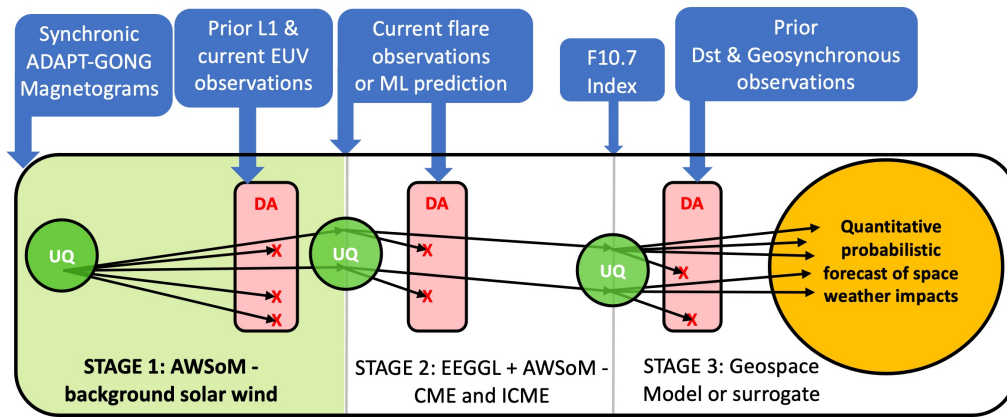 Synchronic
ADAPT-GONG
Magnetograms
Prior L1 &
current EUV
observations
Current flare
observations
or ML prediction
F10.7
Index
Prior
Dst & Geosynchronous
observations
UQ
DA
X
X
X
UQ
DA
X
X
UQ
DA
X
X
Quantitative
probabilistic
forecast of space
weather impacts
STAGE 1: AWSoM -
background solar wind
STAGE 2: EEGGL + AWSoM -
CME and ICME
STAGE 3: Geospace
Model or surrogate